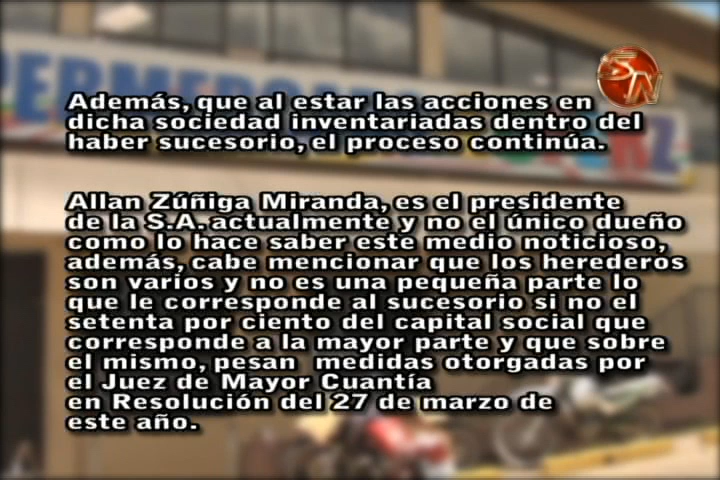 SN
Además, que al estar las acciones en
dicha sociedad inventariadas dentro del
haber sucesorio, el proceso continúa.
Allan Zúñiga Miranda, es el presidente
de la S.A. actualmente y no el único dueño
como lo hace saber este medio noticioso,
además, cabe mencionar que los herederos
son varios y no es una pequeña parte lo
que le corresponde al sucesorio si no el
setenta por ciento del capital social que
corresponde a la mayor parte y que sobre
el mismo, pesan medidas otorgadas por
el Juez de Mayor Cuantía
en Resolución del 27 de marzo de
este año.